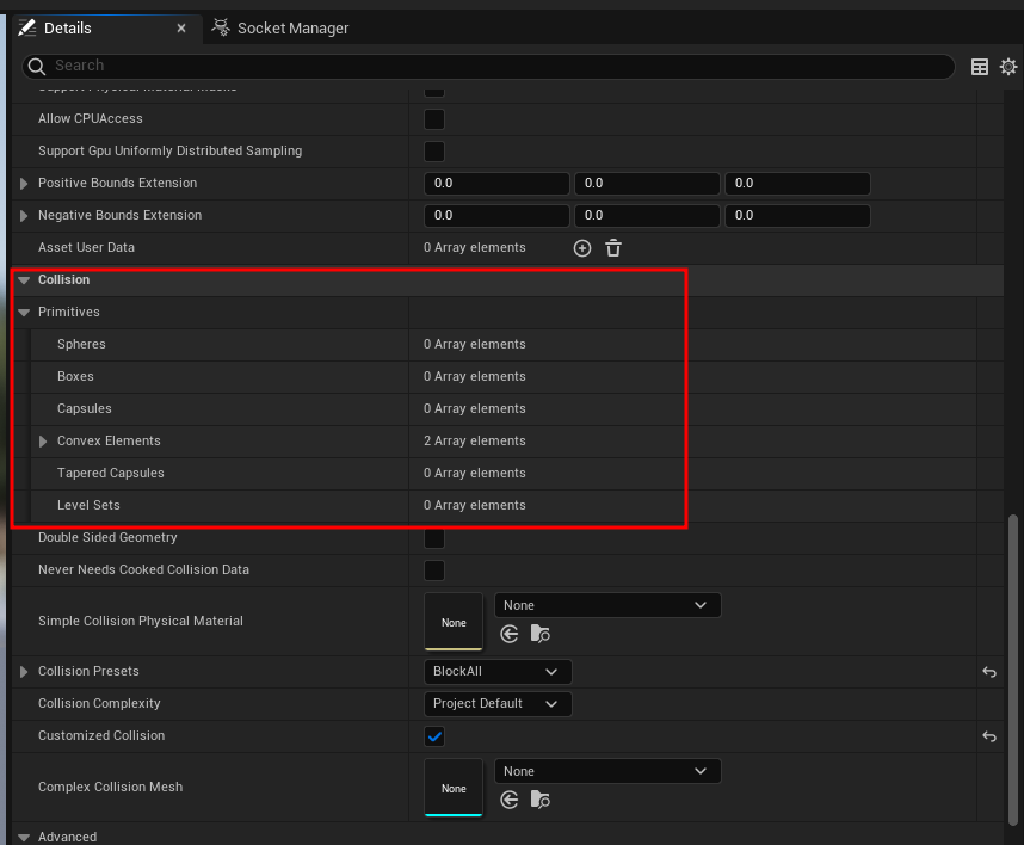 Details
Socket Manager
Search
Allow CPUAccess
Support Gpu Uniformly Distributed Sampling
Positive Bounds Extension 0.0 0.0 0.0
Negative Bounds Extension 0.0 0.0 0.0
Asset User Data 0 Array elements
Collision
Primitives
Spheres 0 Array elements
Boxes 0 Array elements
Capsules 0 Array elements
Convex Elements 2 Array elements
Tapered Capsules 0 Array elements
Level Sets 0 Array elements
Double Sided Geometry
Never Needs Cooked Collision Data
Simple Collision Physical Material None None
Collision Presets BlockAll
Collision Complexity Project Default
Customized Collision
Complex Collision Mesh None None
Advanced